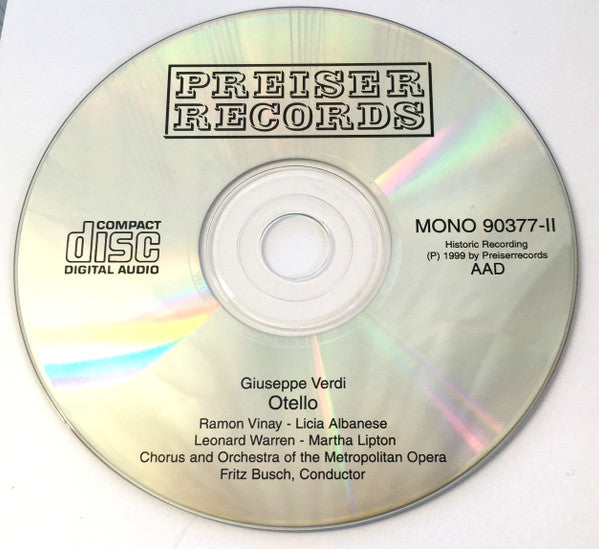 PREISER
RECORDS
COMPACT
disc
DIGITAL AUDIO
MONO 90377-II
Historic Recording
(P) 1999 by Preiserrecords
AAD
Giuseppe Verdi
Otello
Ramon Vinay - Licia Albanese
Leonard Warren - Martha Lipton
Chorus and Orchestra of the Metropolitan Opera
Fritz Busch, Conductor